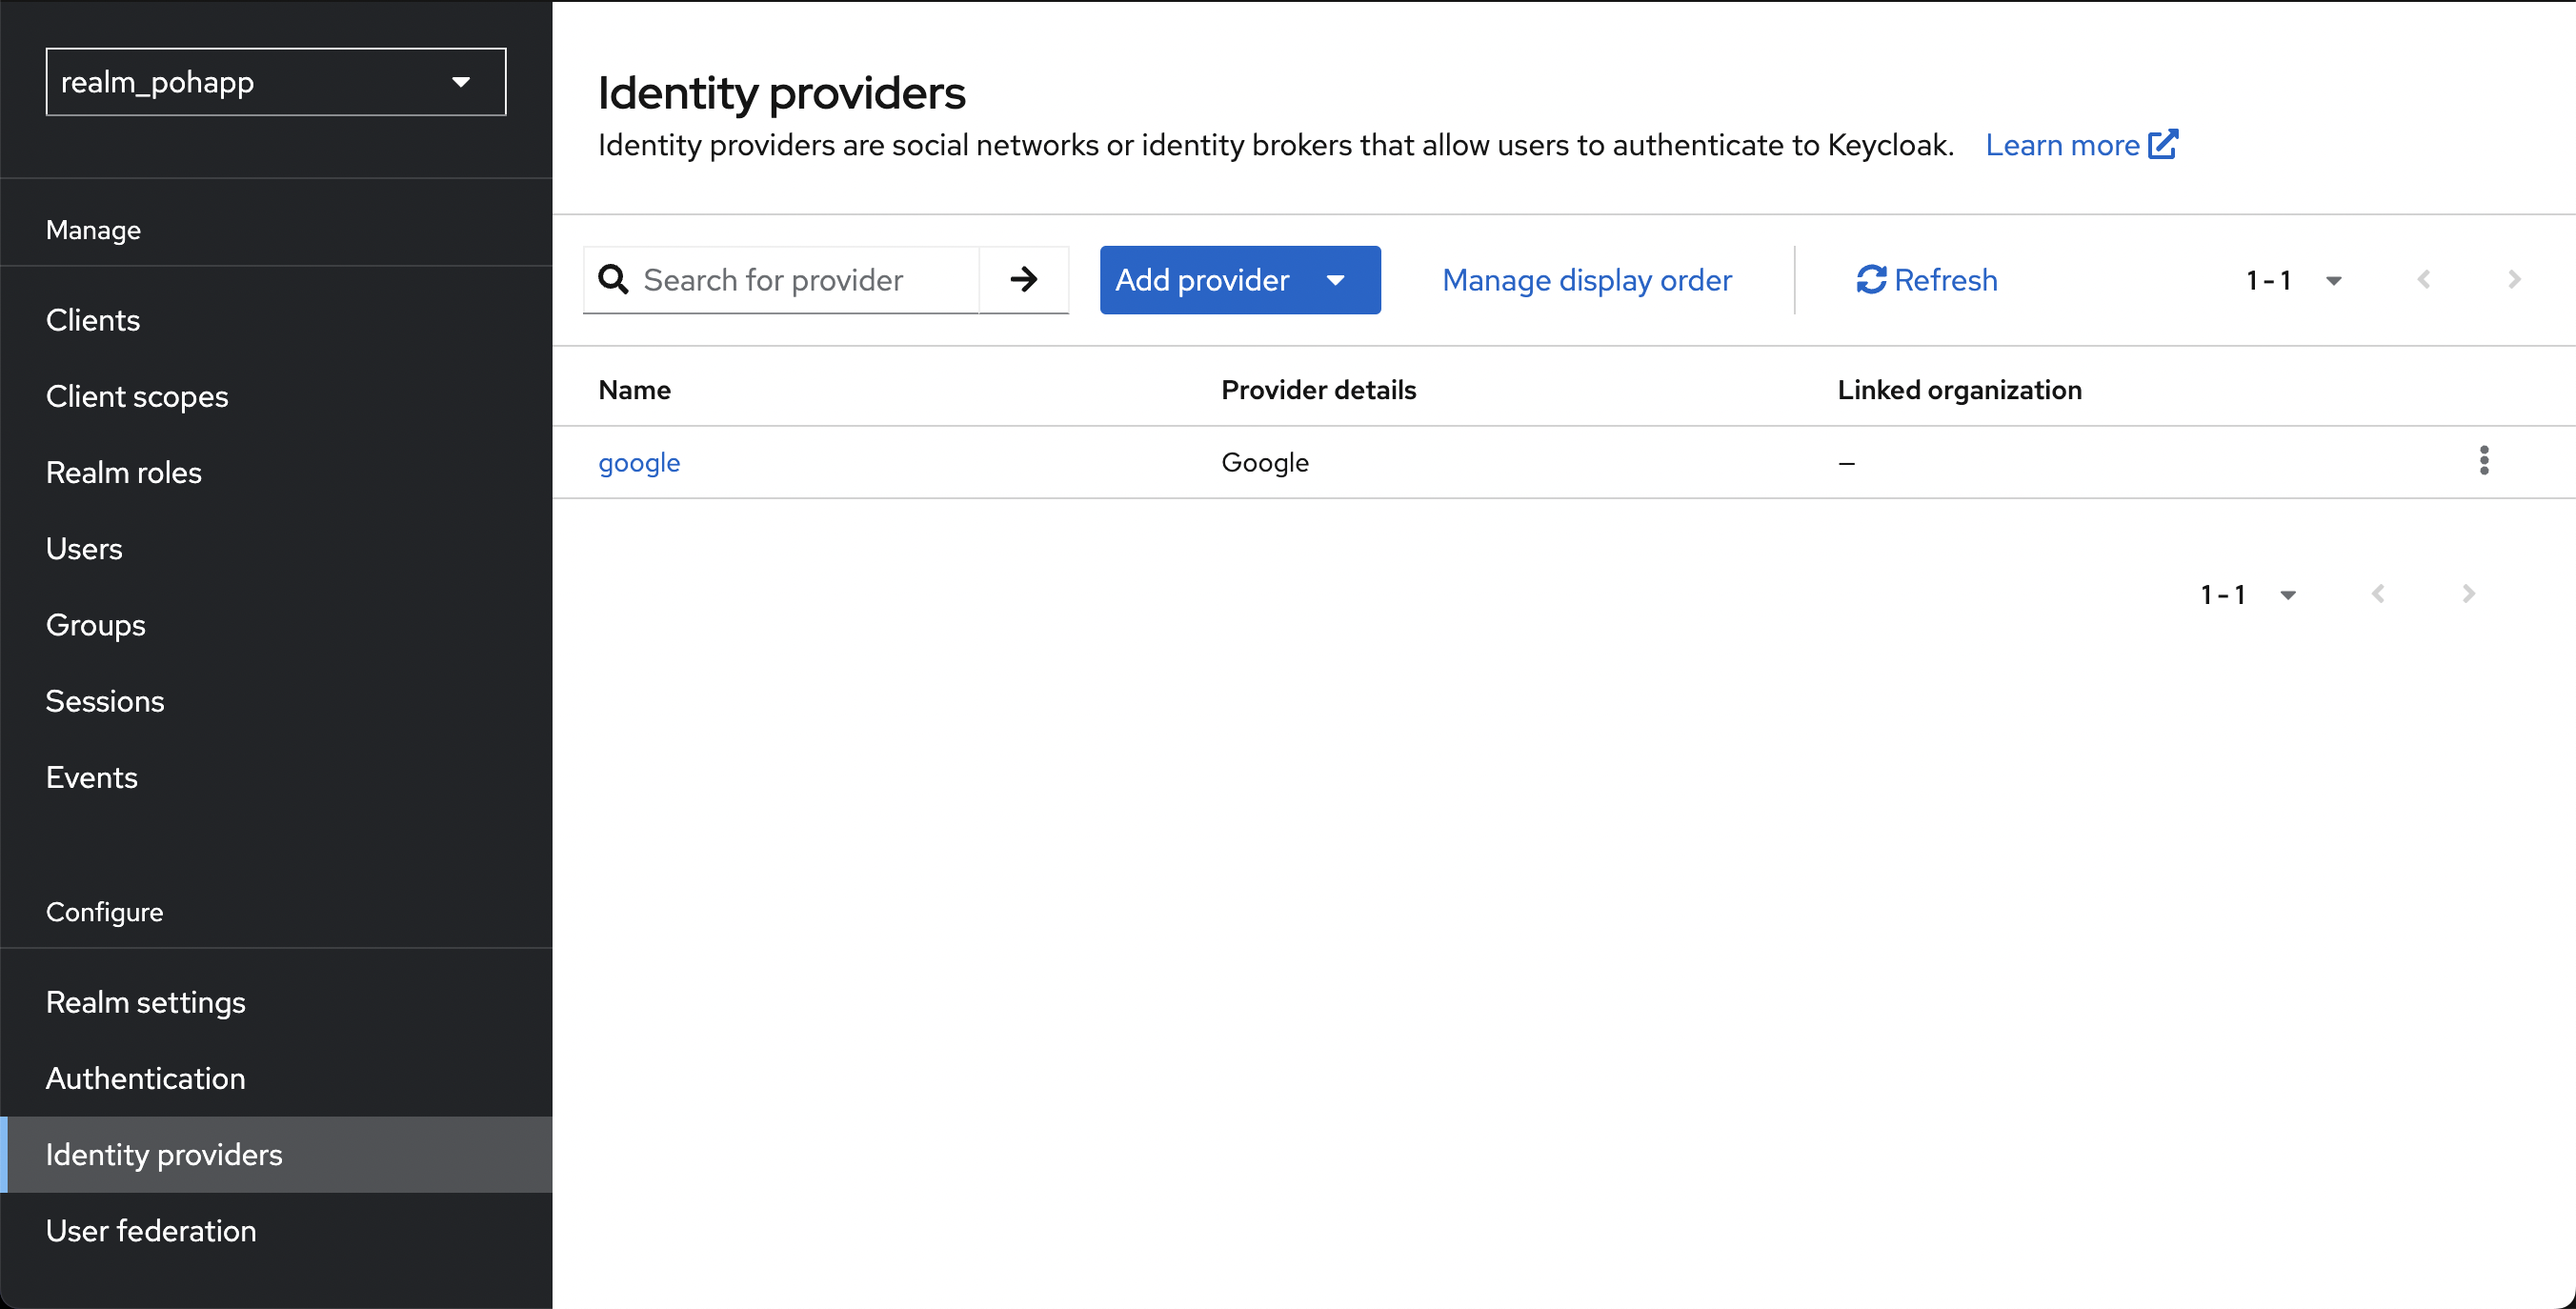 realm_pohapp
Manage
Clients
Client scopes
Realm roles
Users
Groups
Sessions
Events
Configure
Realm settings
Authentication
Identity providers
User federation
Identity providers
Identity providers are social networks or identity brokers that allow users to authenticate to Keycloak. Learn more
Search for provider Add provider Manage display order Refresh 1 - 1
Name Provider details Linked organization
google Google –
1 - 1